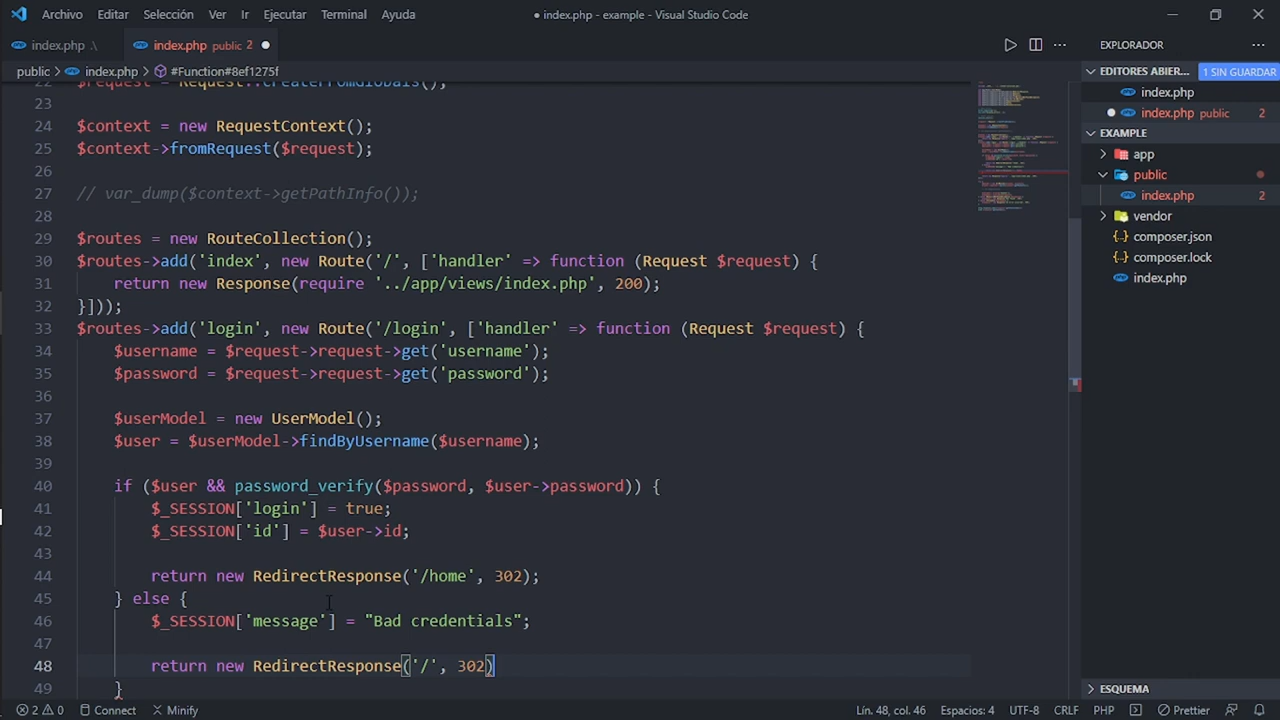 Archivo Editar Selección Ver Ir Ejecutar Terminal Ayuda
● index.php - example - Visual Studio Code
index.php .\
index.php public 2
public > index.php > #Function#8ef1275f
22 $request = Request::createFromGlobals();
23
24 $context = new RequestContext();
25 $context->fromRequest($request);
26
27 // var_dump($context->getPathInfo());
28
29 $routes = new RouteCollection();
30 $routes->add('index', new Route('/', ['handler' => function (Request $request) {
31 return new Response(require '../app/views/index.php', 200);
32 }]));
33 $routes->add('login', new Route('/login', ['handler' => function (Request $request) {
34 $username = $request->request->get('username');
35 $password = $request->request->get('password');
36
37 $userModel = new UserModel();
38 $user = $userModel->findByUsername($username);
39
40 if ($user && password_verify($password, $user->password)) {
41 $_SESSION['login'] = true;
42 $_SESSION['id'] = $user->id;
43
44 return new RedirectResponse('/home', 302);
45 } else {
46 $_SESSION['message'] = "Bad credentials";
47
48 return new RedirectResponse('/', 302)
49 }
EXPLORADOR
EDITORES ABIER... 1 SIN GUARDAR
index.php
index.php public 2
EXAMPLE
app
public
index.php 2
vendor
composer.json
composer.lock
index.php
ESQUEMA
2 0 Connect Minify
Lín. 48, col. 46 Espacios: 4 UTF-8 CRLF PHP Prettier